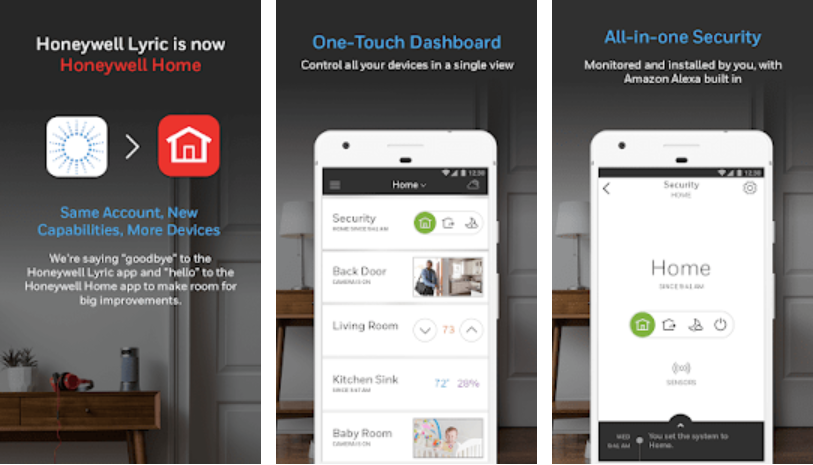 Honeywell Lyric is now
Honeywell Home
Same Account, New
Capabilities, More Devices
We're saying "goodbye" to the
Honeywell Lyric app and "hello" to the
Honeywell Home app to make room for
big improvements.
One-Touch Dashboard
Control all your devices in a single view
12:30
Home
Security
HOME SINCE 9:41 AM
Back Door
CAMERA IS ON
Living Room
73
Kitchen Sink
SINCE 9:41 AM
72° 28%
Baby Room
CAMERA IS ON
All-in-one Security
Monitored and installed by you, with
Amazon Alexa built in
12:30
Security
HOME
Home
SINCE 9:41 AM
SENSORS
WED
9:41 AM
You set the system to
Home.